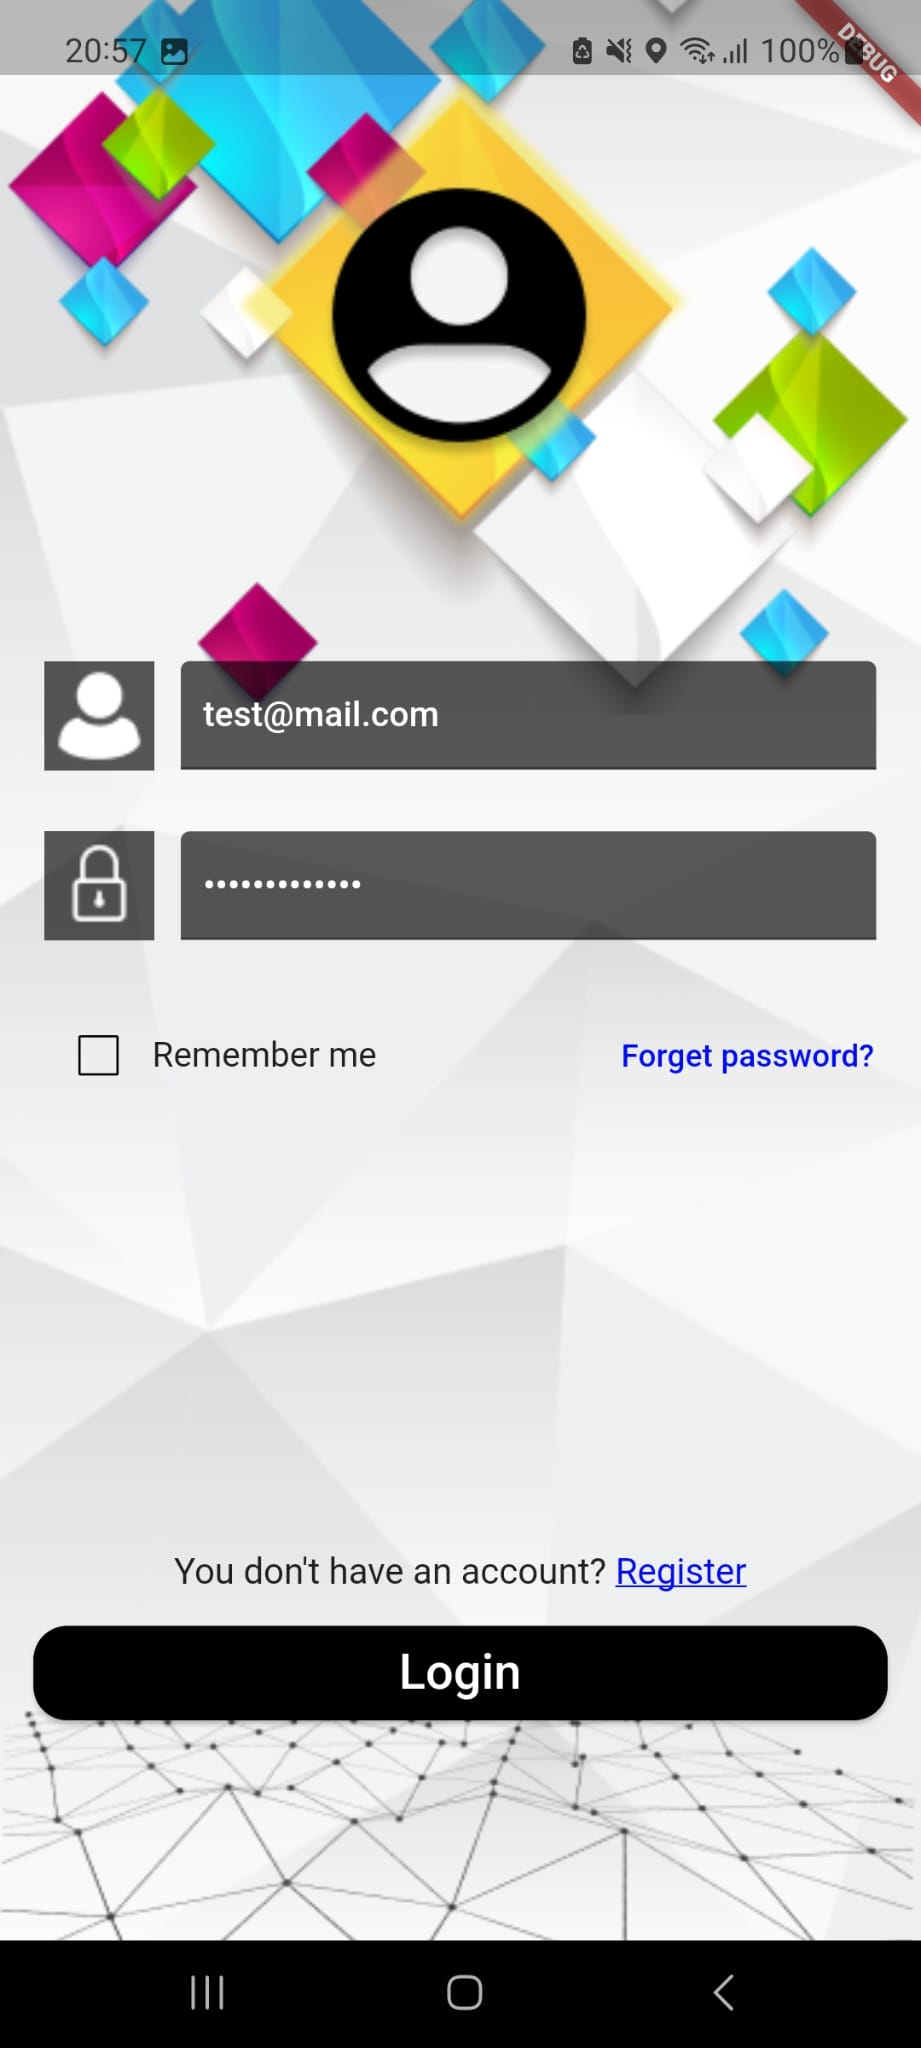 20:57
100%
DEBUG
test@mail.com
•••••••••••••
Remember me
Forget password?
You don't have an account? Register
Login